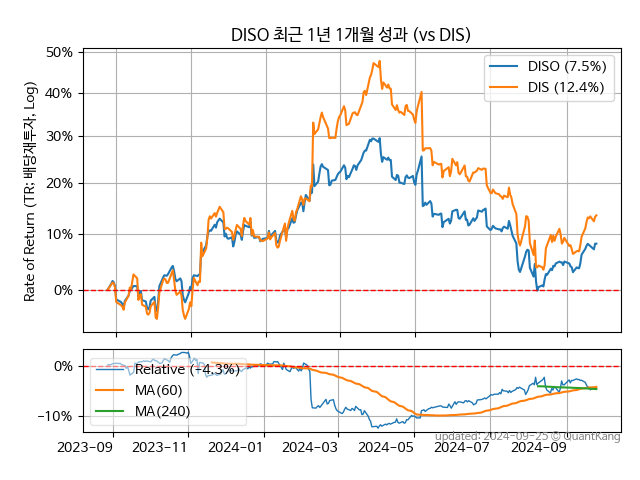 DISO 최근 1년 1개월 성과 (vs DIS)
Rate of Return (TR; 배당재투자, Log)
50%
40%
30%
20%
10%
0%
DISO (7.5%)
DIS (12.4%)
0%
−10%
Relative (−4.3%)
MA(60)
MA(240)
2023−09
2023−11
2024−01
2024−03
2024−05
2024−07
2024−09
updated: 2024-09-25 © QuantKang